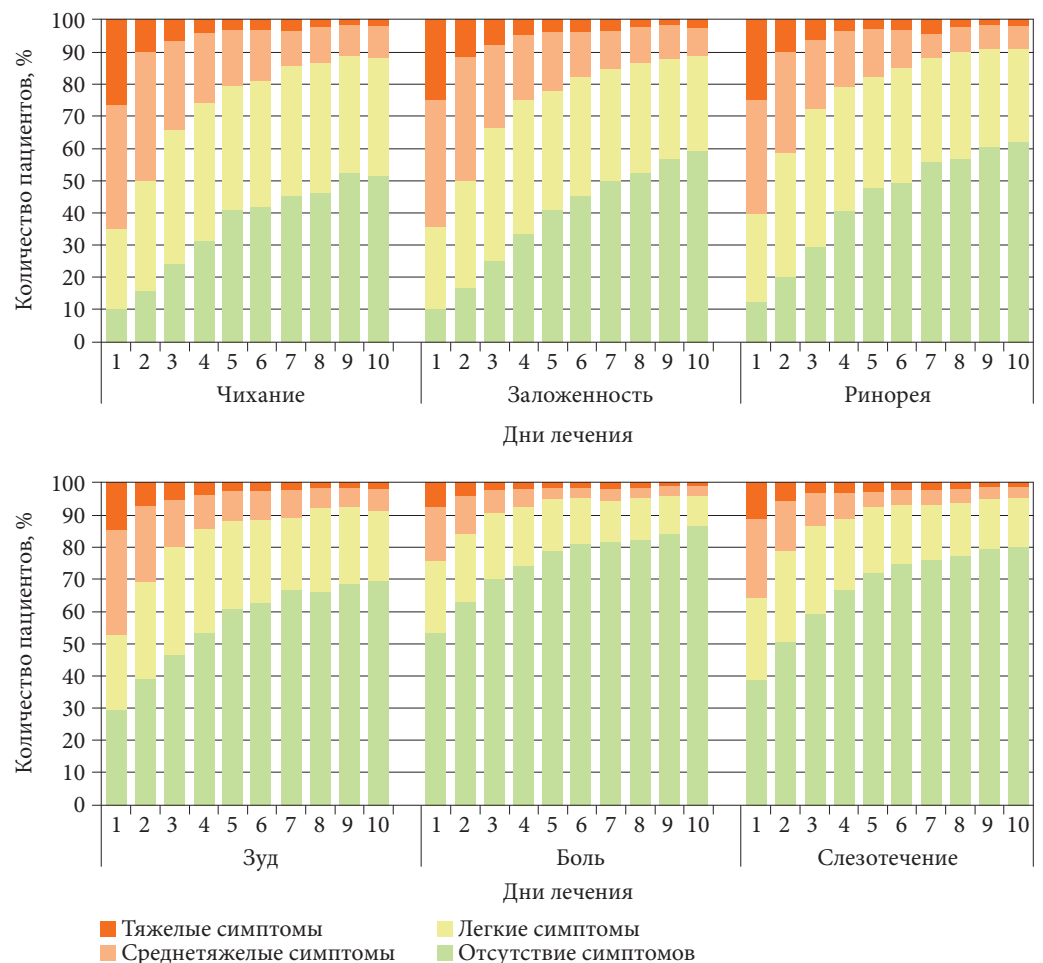 Количество пациентов, %
100
90
80
70
60
50
40
30
20
10
0
1 2 3 4 5 6 7 8 9 10 1 2 3 4 5 6 7 8 9 10 1 2 3 4 5 6 7 8 9 10
Чихание Заложенность Ринорея
Дни лечения
Количество пациентов, %
100
90
80
70
60
50
40
30
20
10
0
1 2 3 4 5 6 7 8 9 10 1 2 3 4 5 6 7 8 9 10 1 2 3 4 5 6 7 8 9 10
Зуд Боль Слезотечение
Дни лечения
Тяжелые симптомы Легкие симптомы
Среднетяжелые симптомы Отсутствие симптомов